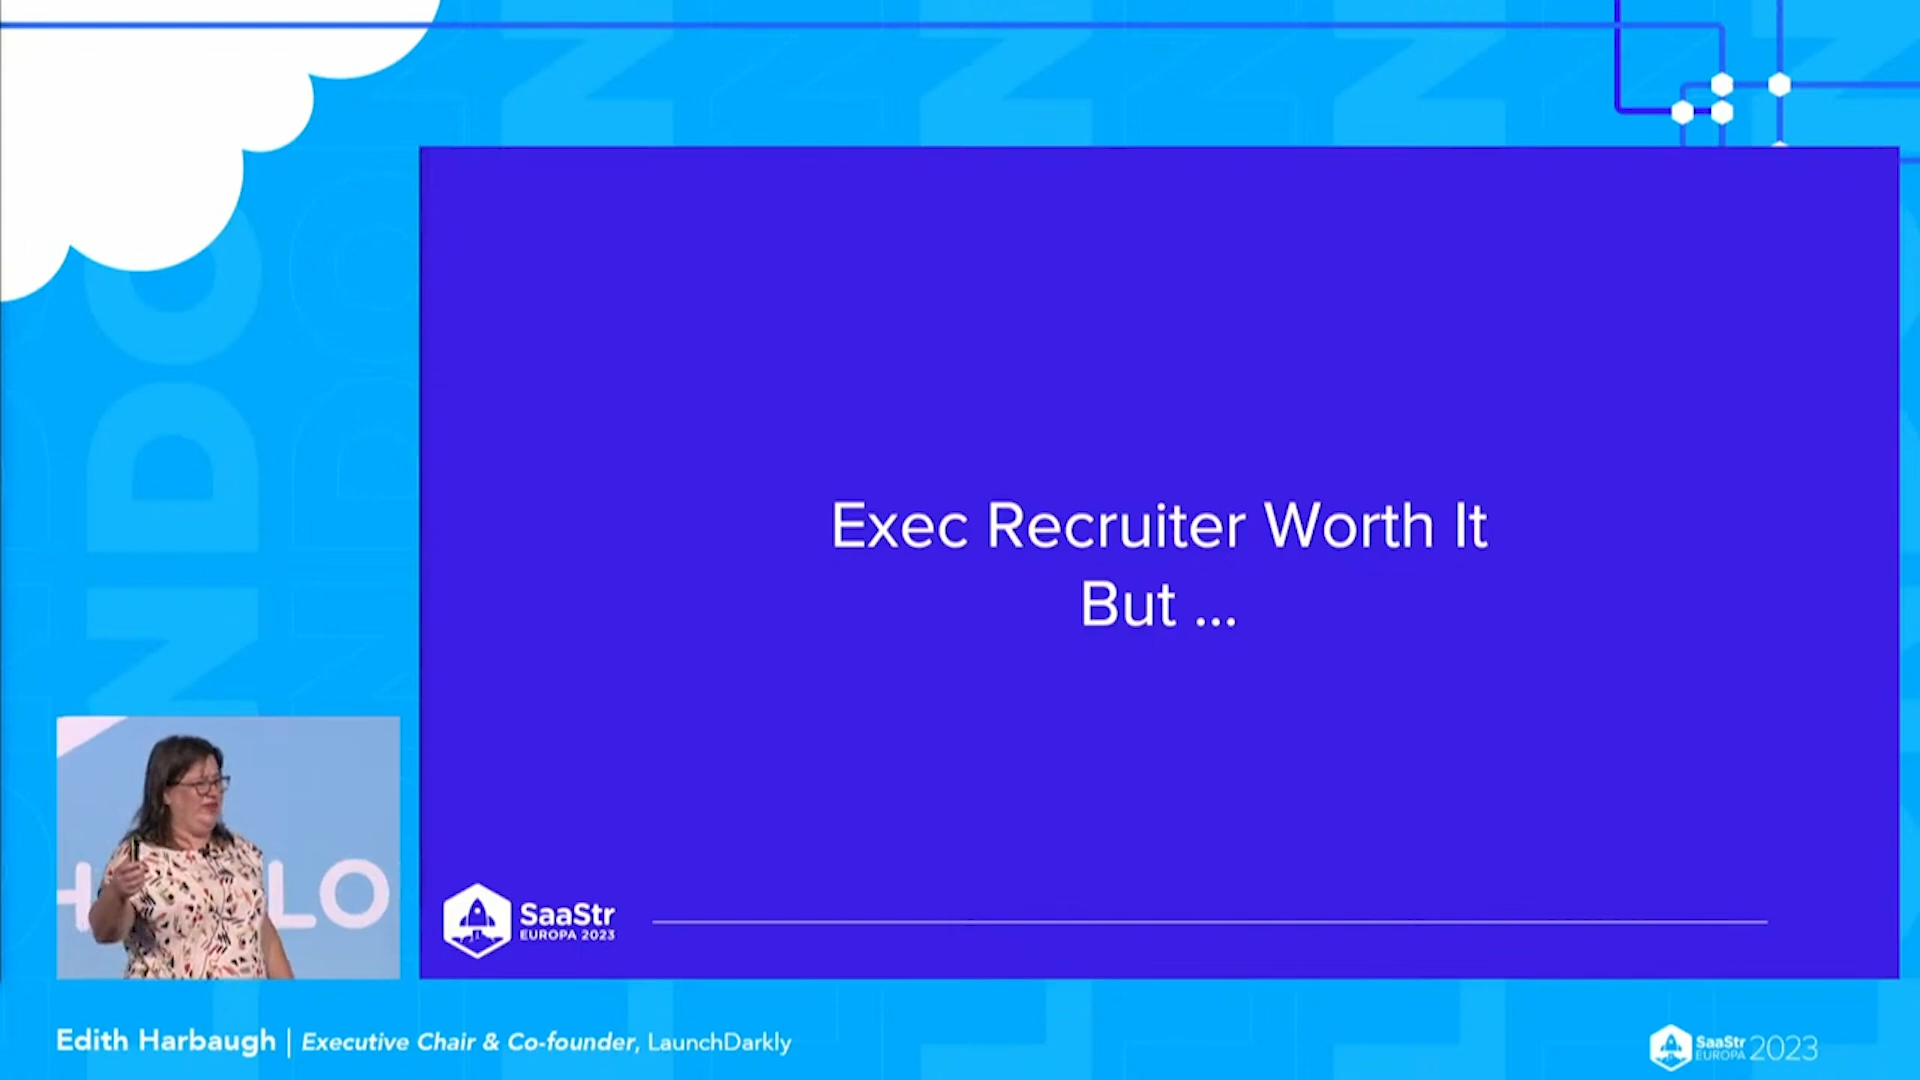 Exec Recruiter Worth It
But ...
SaaStr
EUROPA 2023
Edith Harbaugh | Executive Chair & Co-founder, LaunchDarkly
SaaStr
EUROPA 2023